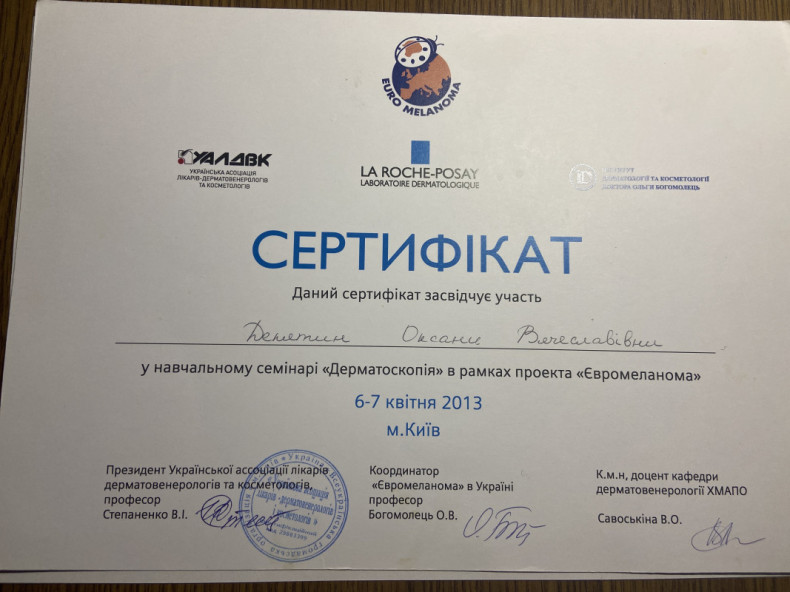 EURO MELANOMA
УАЛДВК
УКРАЇНСЬКА АСОЦІАЦІЯ
ЛІКАРІВ-ДЕРМАТОВЕНЕРОЛОГІВ
ТА КОСМЕТОЛОГІВ
LA ROCHE-POSAY
LABORATOIRE DERMATOLOGIQUE
ІНСТИТУТ
ДЕРМАТОЛОГІЇ ТА КОСМЕТОЛОГІЇ
ДОКТОРА ОЛЬГИ БОГОМОЛЕЦЬ
СЕРТИФІКАТ
Даний сертифікат засвідчує участь
Оксани Вячеславівни
у навчальному семінарі «Дерматоскопія» в рамках проекта «Євромеланома»
6-7 квітня 2013
м.Київ
Президент Української асоціації лікарів
дерматовенерологів та косметологів,
професор
Степаненко В.І.
Координатор
«Євромеланома» в Україні
професор
Богомолець О.В.
К.м.н, доцент кафедри
дерматовенерології ХМАПО
Савоськіна В.О.